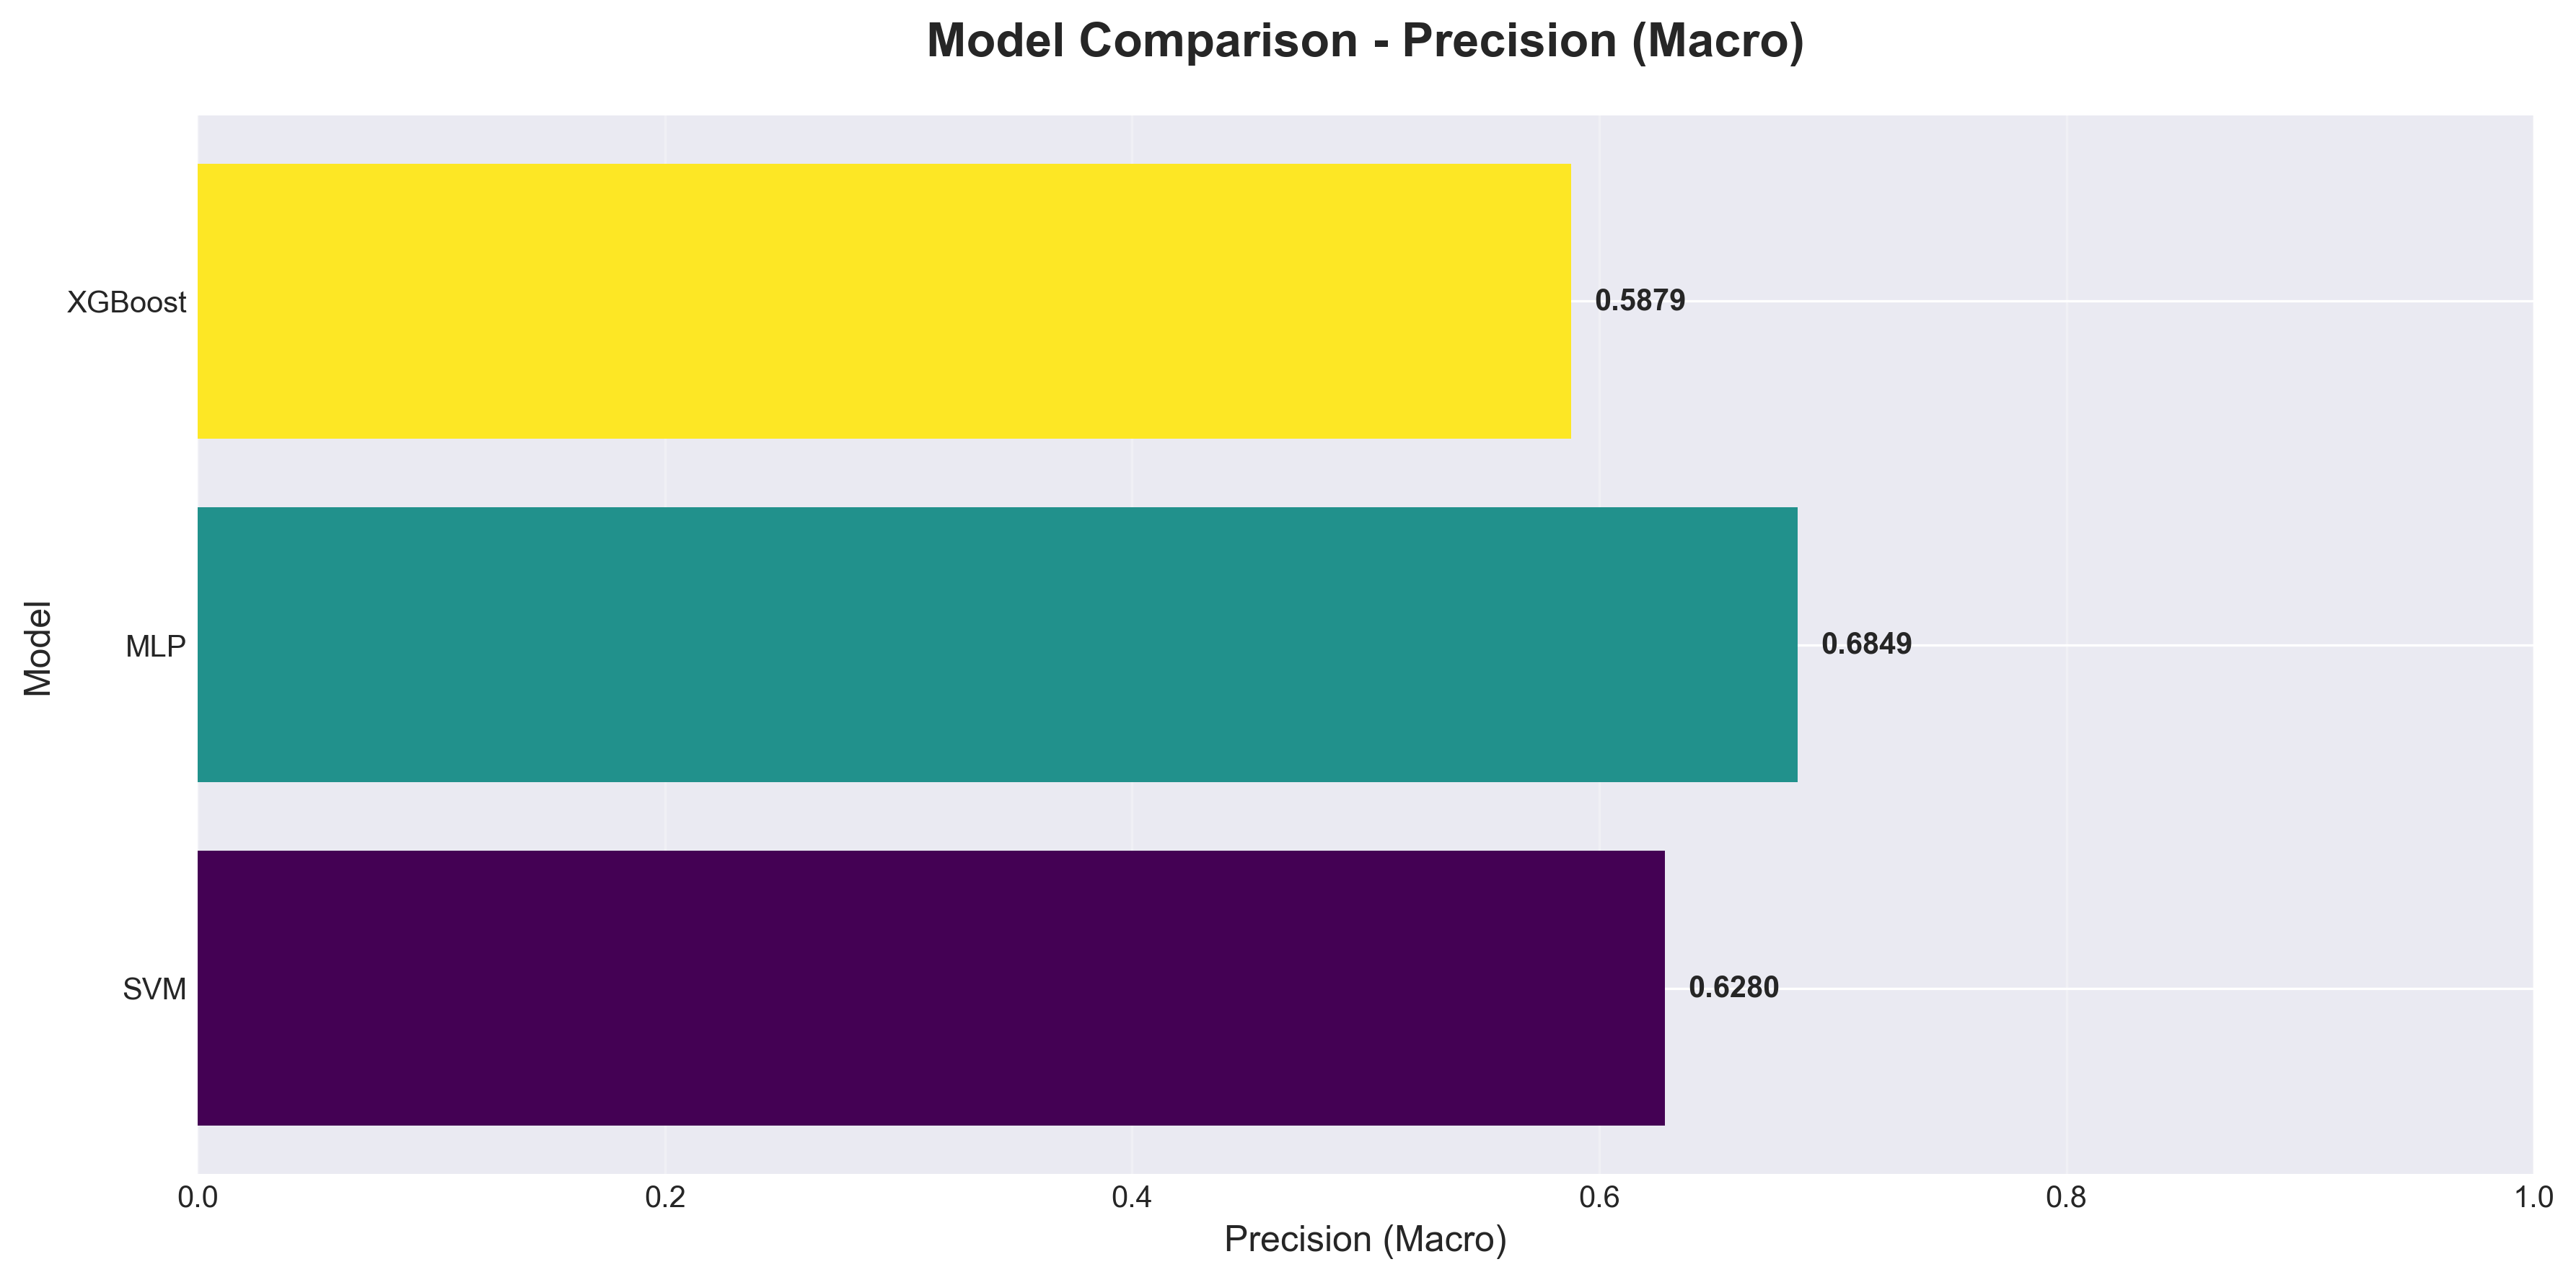 Model Comparison - Precision (Macro)
XGBoost
0.5879
MLP
0.6849
SVM
0.6280
Model
0.0 0.2 0.4 0.6 0.8 1.0
Precision (Macro)